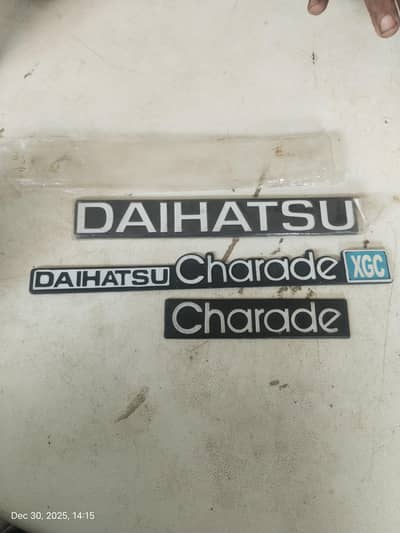 DAIHATSU
DAIHATSU Charade XGC
Charade
Dec 30, 2025, 14:15